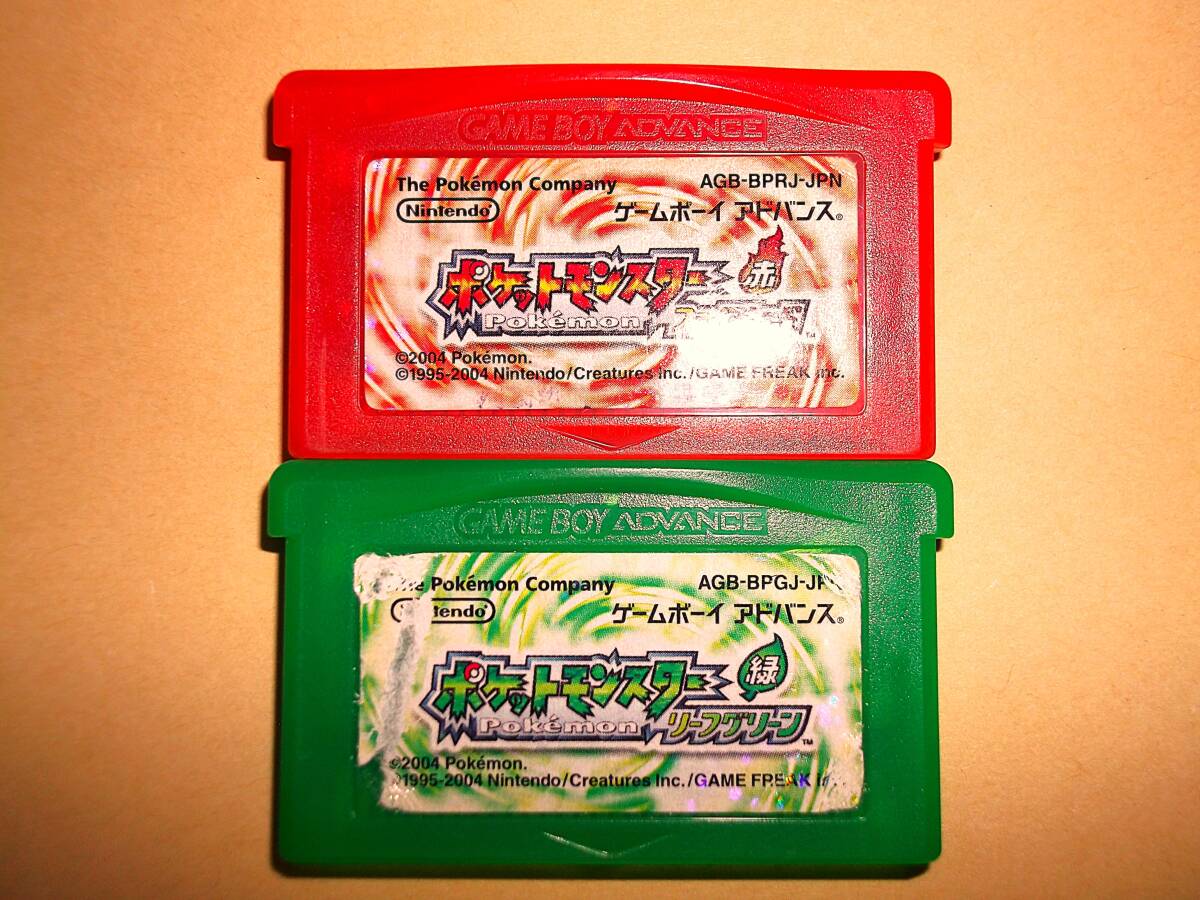 GAME BOY ADVANCE
The Pokémon Company AGB-BPRJ-JPN
Nintendo® ゲームボーイ アドバンス®
ポケットモンスター 赤
Pokémon
©2004 Pokémon.
©1995-2004 Nintendo/Creatures Inc./GAME FREAK inc.
GAME BOY ADVANCE
Pokémon Company AGB-BPGJ-
ゲームボーイ アドバンス®
ポケットモンスター 緑
Pokémon リーフグリーン™
2004 Pokémon.
1995-2004 Nintendo/Creatures Inc./GAME FREAK